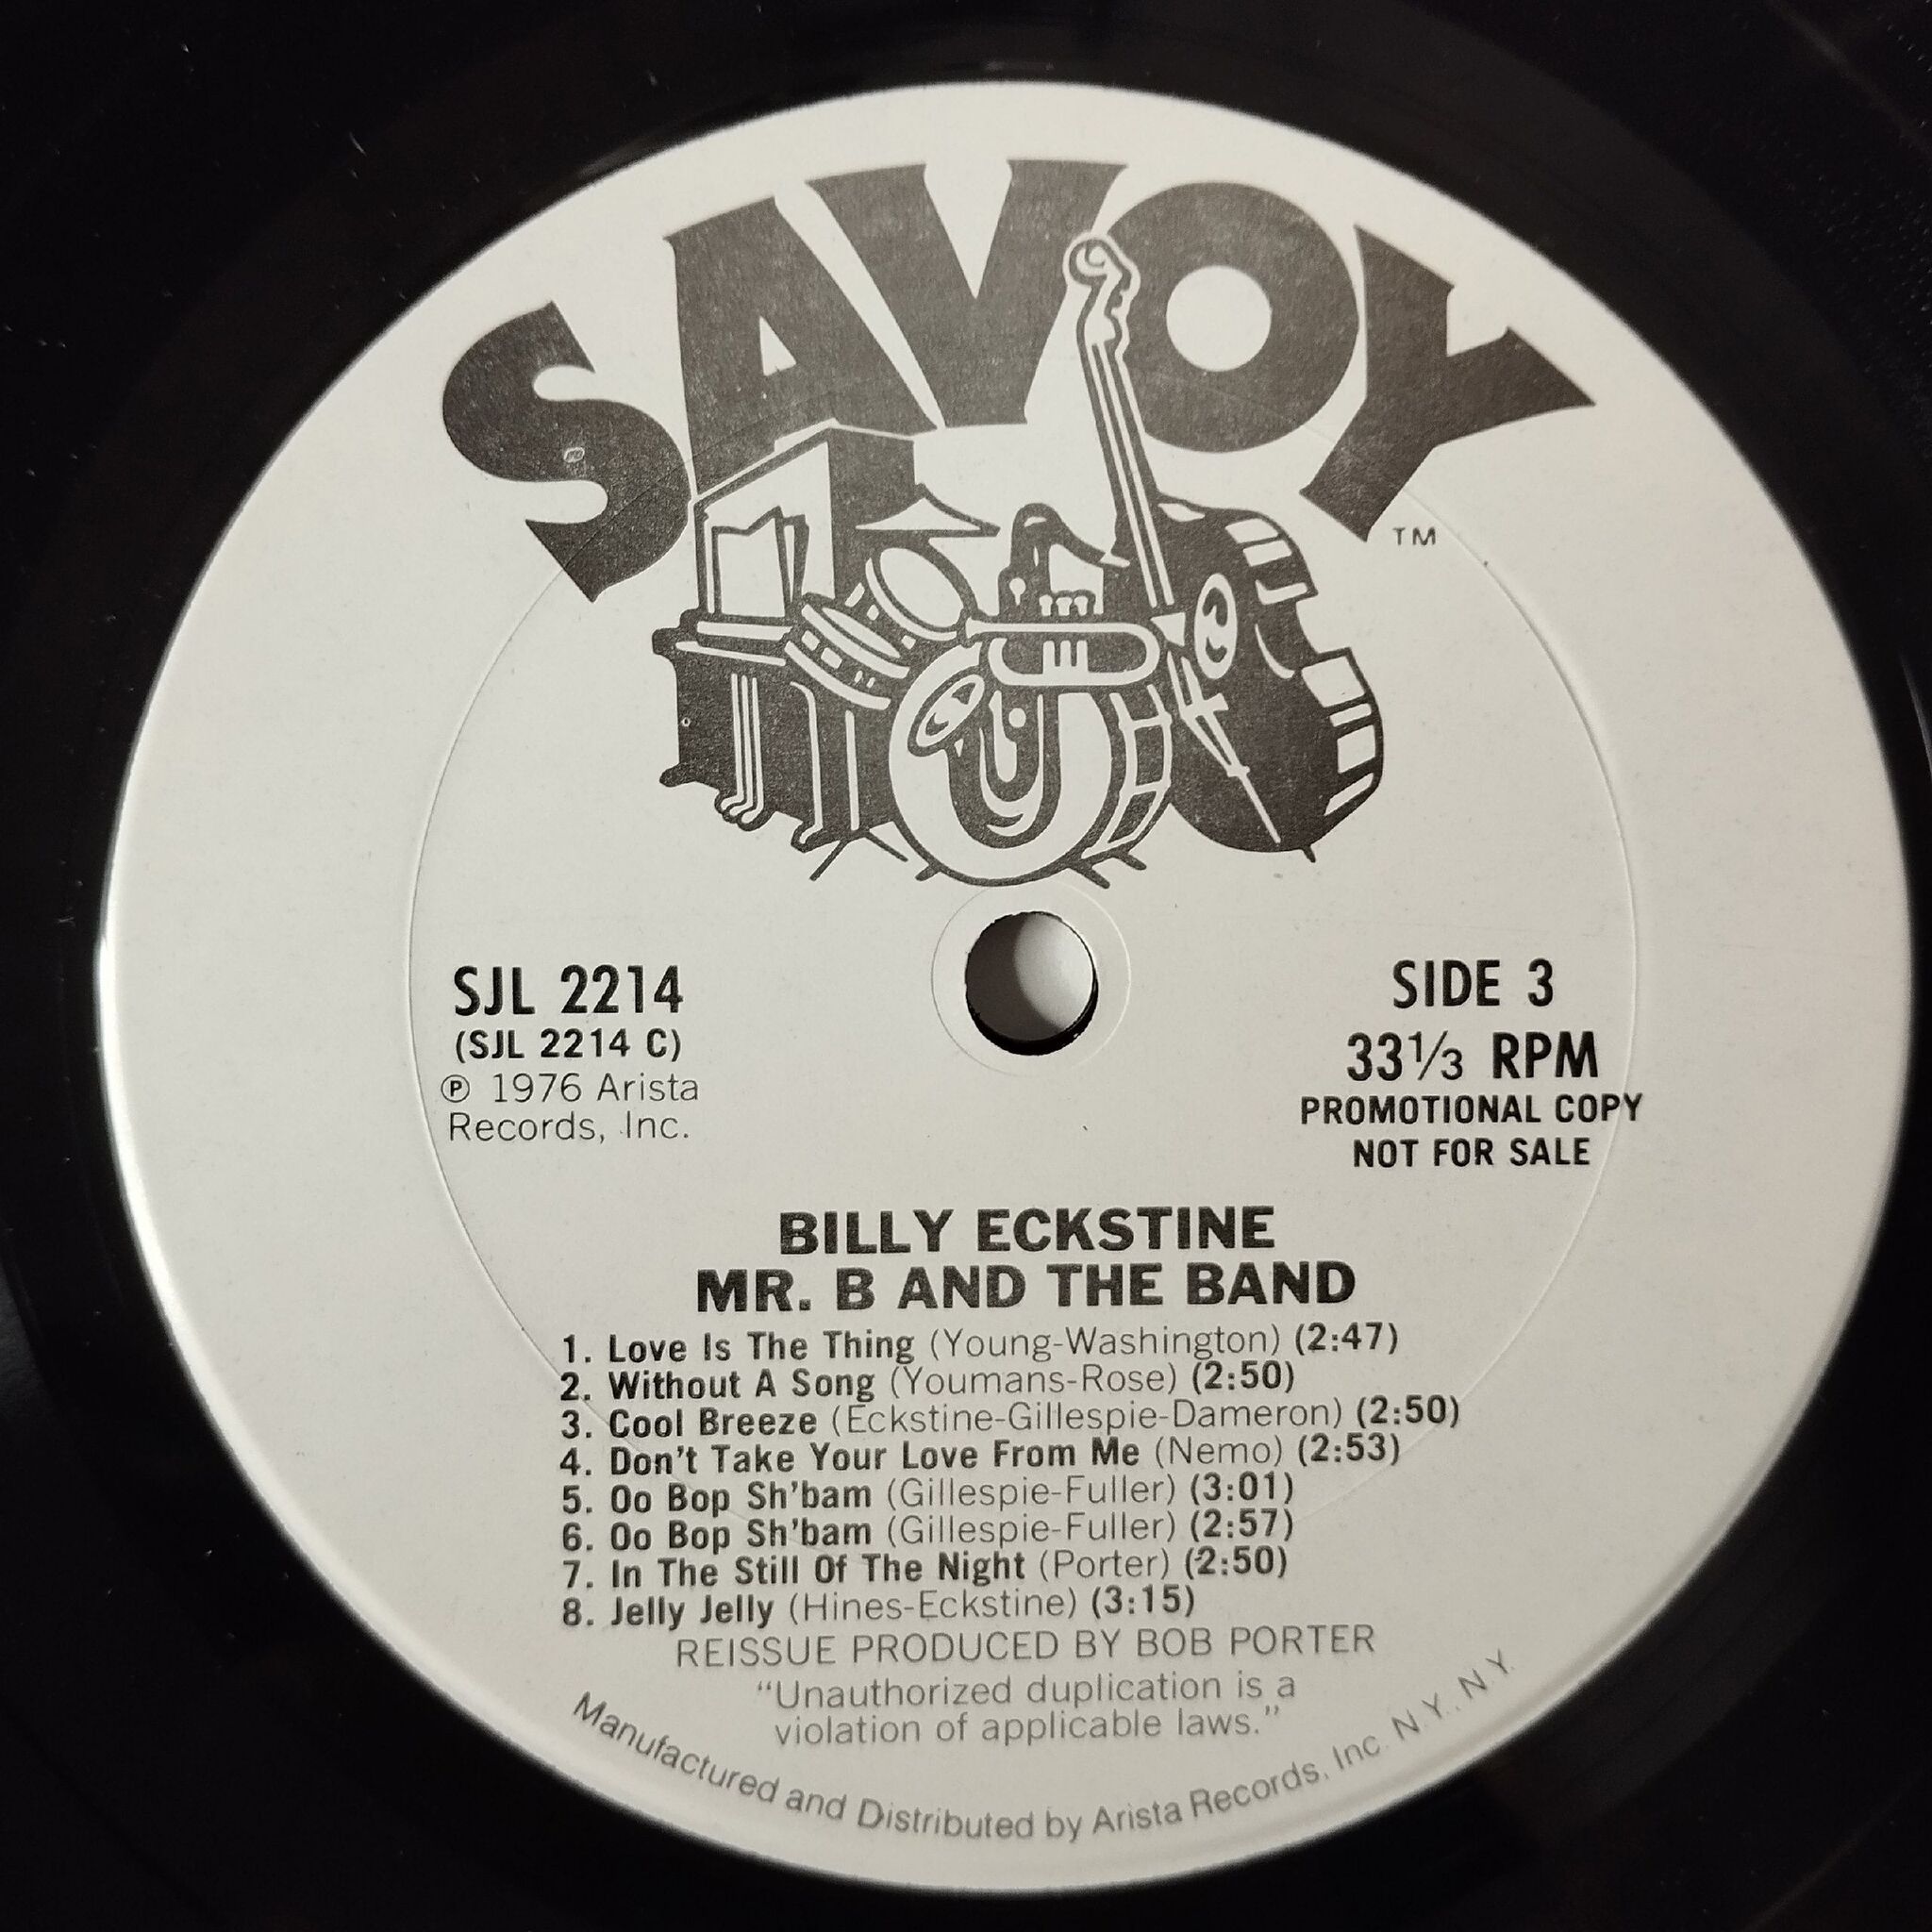 SAVOY
TM
SJL 2214
(SJL 2214 C)
℗ 1976 Arista
Records, Inc.
SIDE 3
33⅓ RPM
PROMOTIONAL COPY
NOT FOR SALE
BILLY ECKSTINE
MR. B AND THE BAND
1. Love Is The Thing (Young-Washington) (2:47)
2. Without A Song (Youmans-Rose) (2:50)
3. Cool Breeze (Eckstine-Gillespie-Dameron) (2:50)
4. Don't Take Your Love From Me (Nemo) (2:53)
5. Oo Bop Sh'bam (Gillespie-Fuller) (3:01)
6. Oo Bop Sh'bam (Gillespie-Fuller) (2:57)
7. In The Still Of The Night (Porter) (2:50)
8. Jelly Jelly (Hines-Eckstine) (3:15)
REISSUE PRODUCED BY BOB PORTER
“Unauthorized duplication is a
violation of applicable laws.”
Manufactured and Distributed by Arista Records, Inc. N.Y., N.Y.